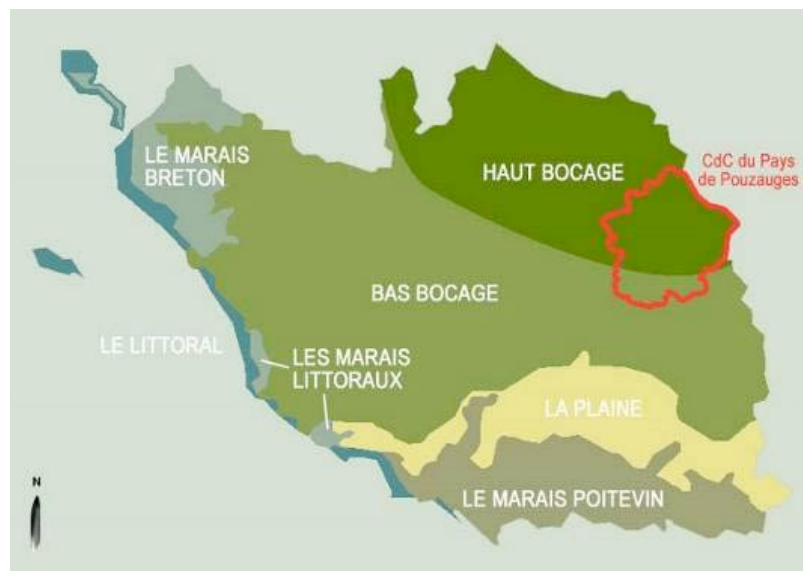 LE MARAIS
BRETON
HAUT BOCAGE
CdC du Pays
de Pouzauges
BAS BOCAGE
LE LITTORAL
LES MARAIS
LITTORAUX
LA PLAINE
LE MARAIS POITEVIN
N